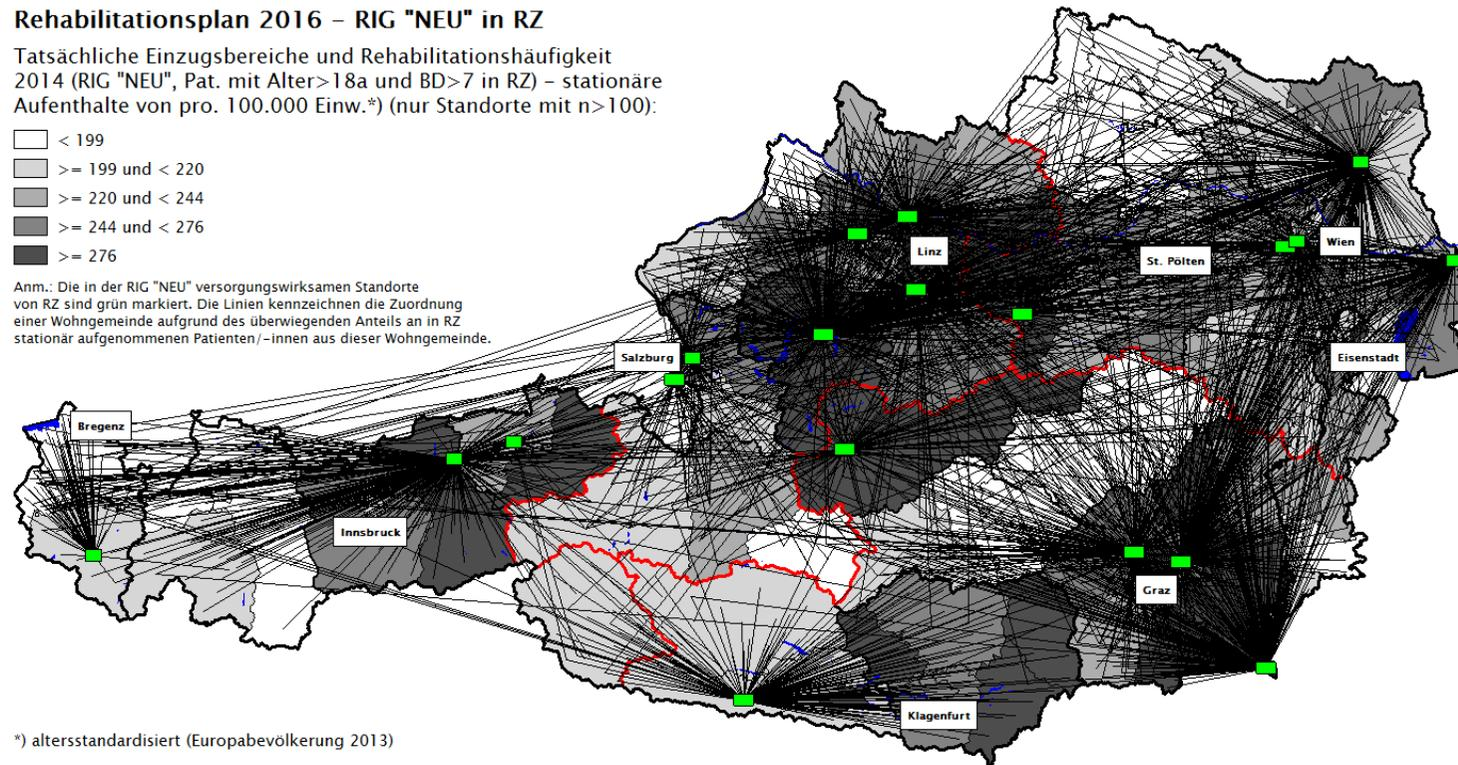 Rehabilitationsplan 2016 – RIG "NEU" in RZ
Tatsächliche Einzugsbereiche und Rehabilitationshäufigkeit
2014 (RIG "NEU", Pat. mit Alter>18a und BD>7 in RZ) – stationäre
Aufenthalte von pro. 100.000 Einw.*) (nur Standorte mit n>100):
< 199
>= 199 und < 220
>= 220 und < 244
>= 244 und < 276
>= 276
Anm.: Die in der RIG "NEU" versorgungswirksamen Standorte
von RZ sind grün markiert. Die Linien kennzeichnen die Zuordnung
einer Wohngemeinde aufgrund des überwiegenden Anteils an in RZ
stationär aufgenommenen Patienten/-innen aus dieser Wohngemeinde.
Linz
St. Pölten
Wien
Salzburg
Eisenstadt
Bregenz
Innsbruck
Graz
Klagenfurt
*) altersstandardisiert (Europabevölkerung 2013)